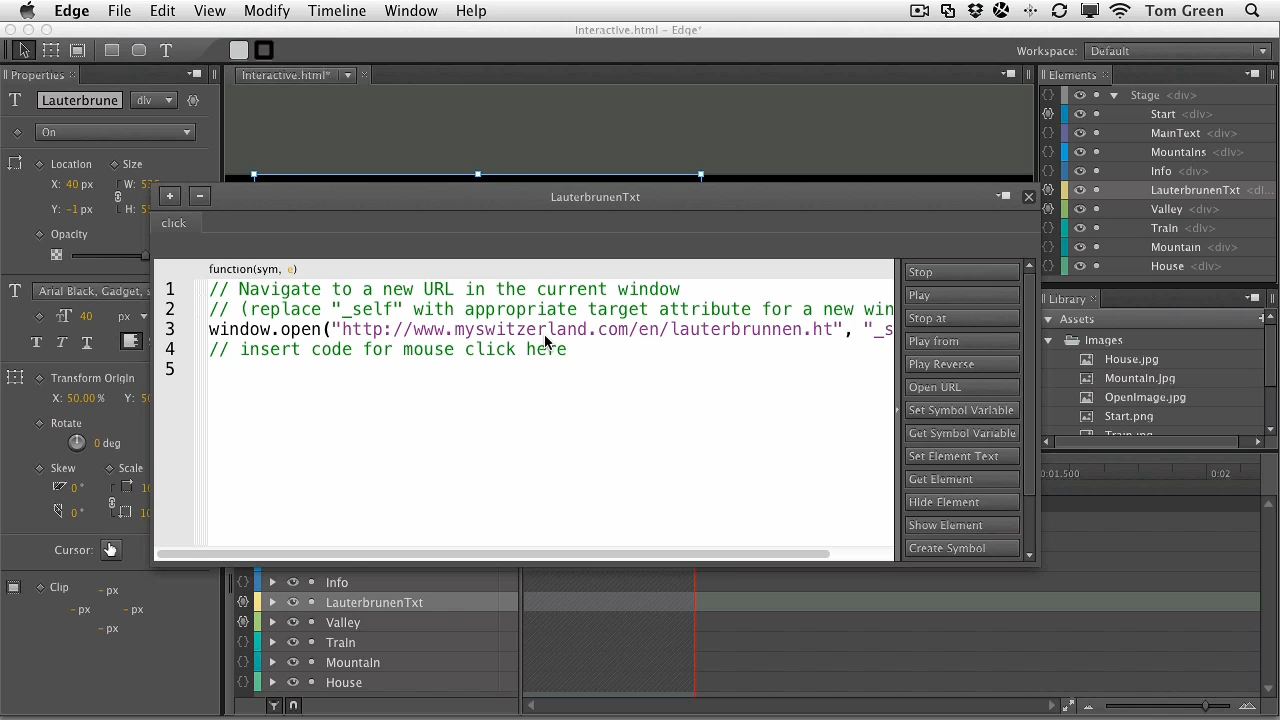 Edge File Edit View Modify Timeline Window Help Tom Green
Interactive.html – Edge*
T Workspace: Default
Properties Interactive.html* Elements
T Lauterbrune div
On
Location Size
X: 40 px W:
Y: -1 px H:
Opacity
T Arial Black, Gadget, s
T 40 px
T T T
Transform Origin
X: 50.00 % Y:
Rotate
0 deg
Skew Scale
0° 10
0° 10
Cursor:
Clip
- px
- px - px
- px
LauterbrunenTxt
click
function(sym, e)
1 // Navigate to a new URL in the current window
2 // (replace "_self" with appropriate target attribute for a new win
3 window.open("http://www.myswitzerland.com/en/lauterbrunnen.ht", "_s
4 // insert code for mouse click here
5
Stop
Play
Stop at
Play from
Play Reverse
Open URL
Set Symbol Variable
Get Symbol Variable
Set Element Text
Get Element
Hide Element
Show Element
Create Symbol
Stage <div>
Start <div>
MainText <div>
Mountains <div>
Info <div>
LauterbrunenTxt <di...
Valley <div>
Train <div>
Mountain <div>
House <div>
Library
Assets
Images
House.jpg
Mountain.jpg
OpenImage.jpg
Start.png
Train.jpg
0:01.500 0:02
Info
LauterbrunenTxt
Valley
Train
Mountain
House